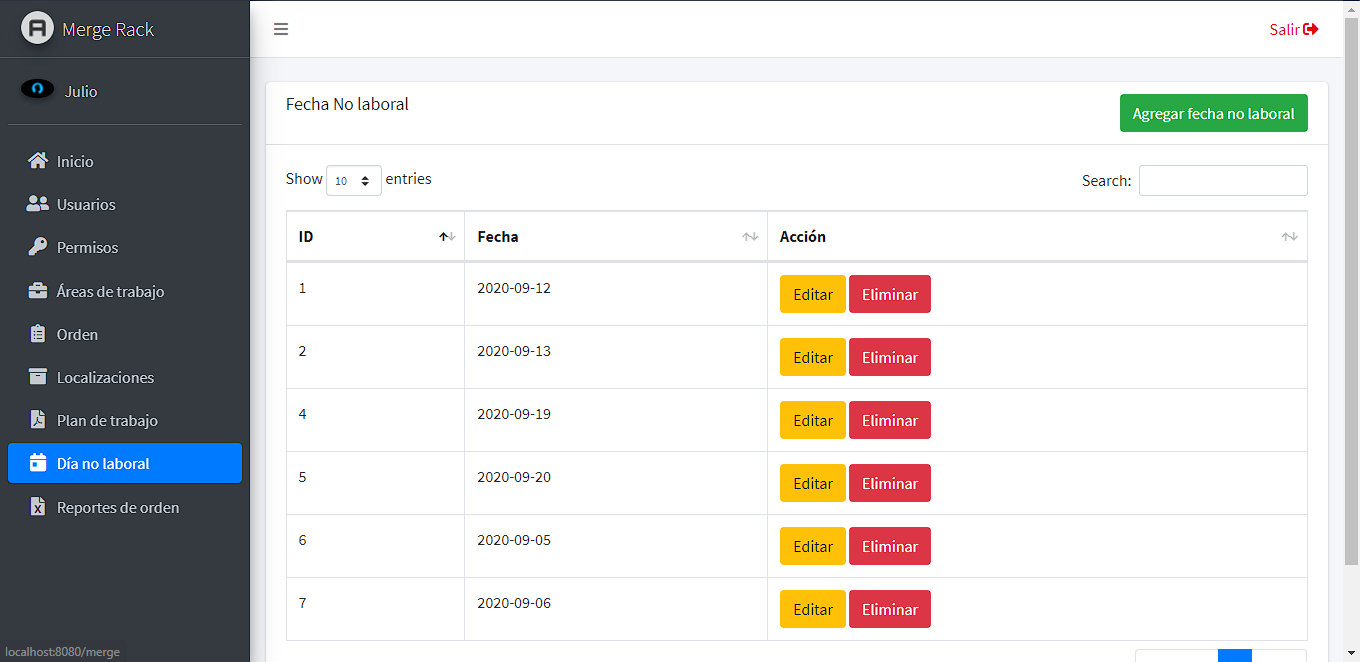 Merge Rack
Salir
Julio
Inicio
Usuarios
Permisos
Áreas de trabajo
Orden
Localizaciones
Plan de trabajo
Día no laboral
Reportes de orden
localhost:8080/merge
Fecha No laboral
Agregar fecha no laboral
Show 10 entries
Search:
ID Fecha Acción
1 2020-09-12 Editar Eliminar
2 2020-09-13 Editar Eliminar
4 2020-09-19 Editar Eliminar
5 2020-09-20 Editar Eliminar
6 2020-09-05 Editar Eliminar
7 2020-09-06 Editar Eliminar